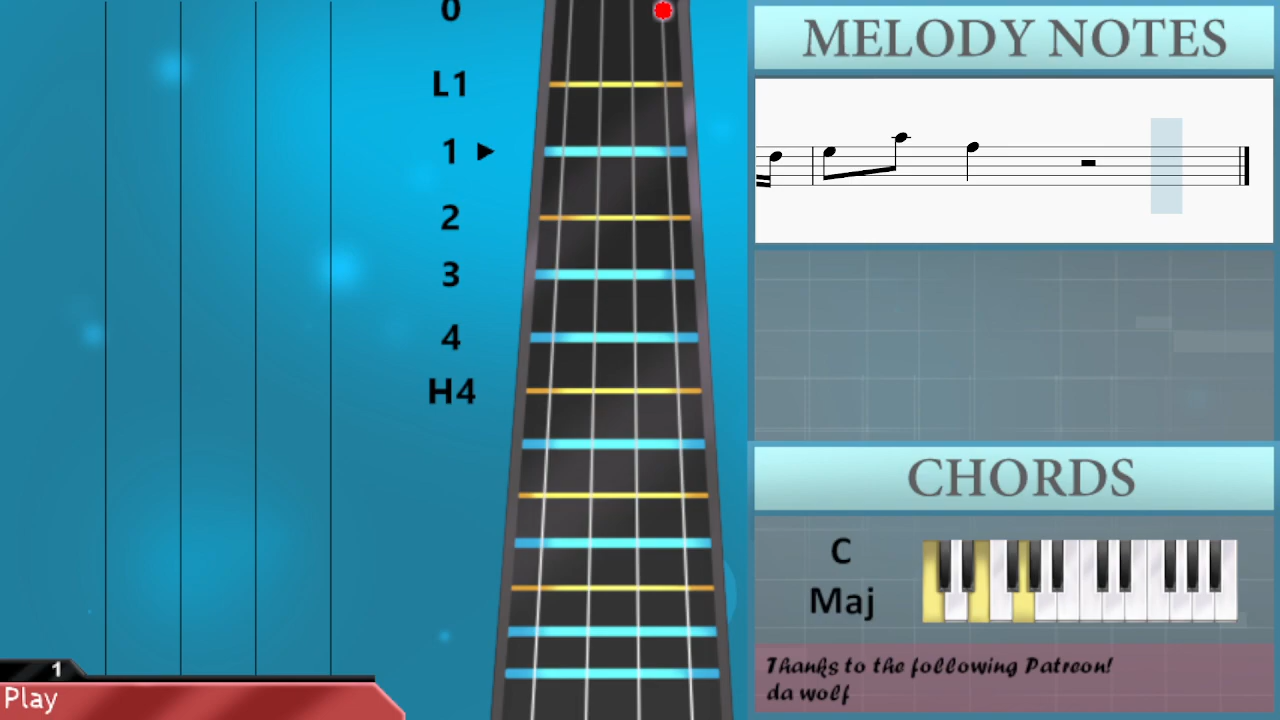 0
L1
1
2
3
4
H4
1
Play
MELODY NOTES
CHORDS
C
Maj
Thanks to the following Patreon!
da wolf